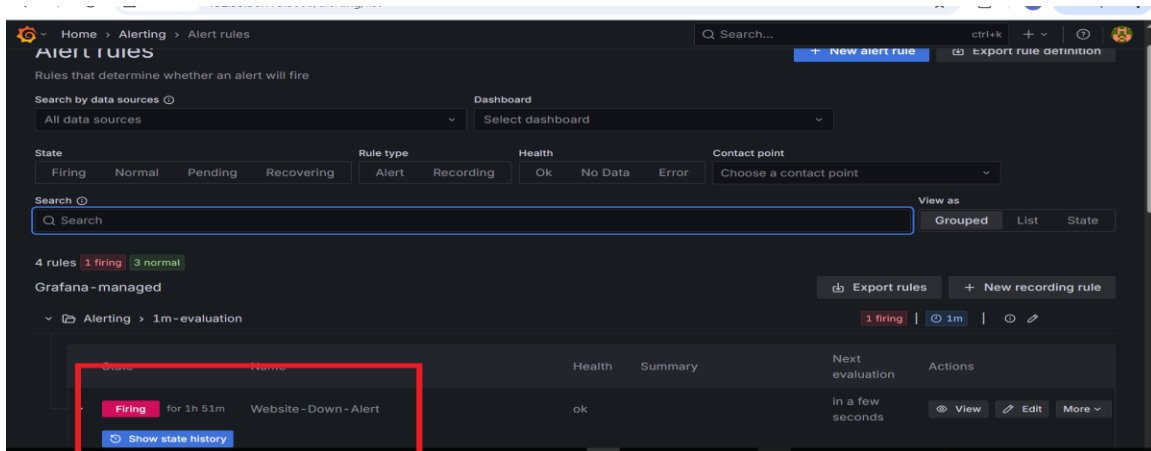 Home › Alerting › Alert rules
Search...
ctrl+k
Alert rules
+ New alert rule
Export rule definition
Rules that determine whether an alert will fire
Search by data sources
Dashboard
All data sources
Select dashboard
State
Rule type
Health
Contact point
Firing Normal Pending Recovering
Alert Recording
Ok No Data Error
Choose a contact point
Search
View as
Search
Grouped List State
4 rules 1 firing 3 normal
Grafana-managed
Export rules
+ New recording rule
Alerting › 1m-evaluation
1 firing | 1m |
State Name Health Summary Next evaluation Actions
Firing for 1h 51m Website-Down-Alert ok in a few seconds View Edit More
Show state history